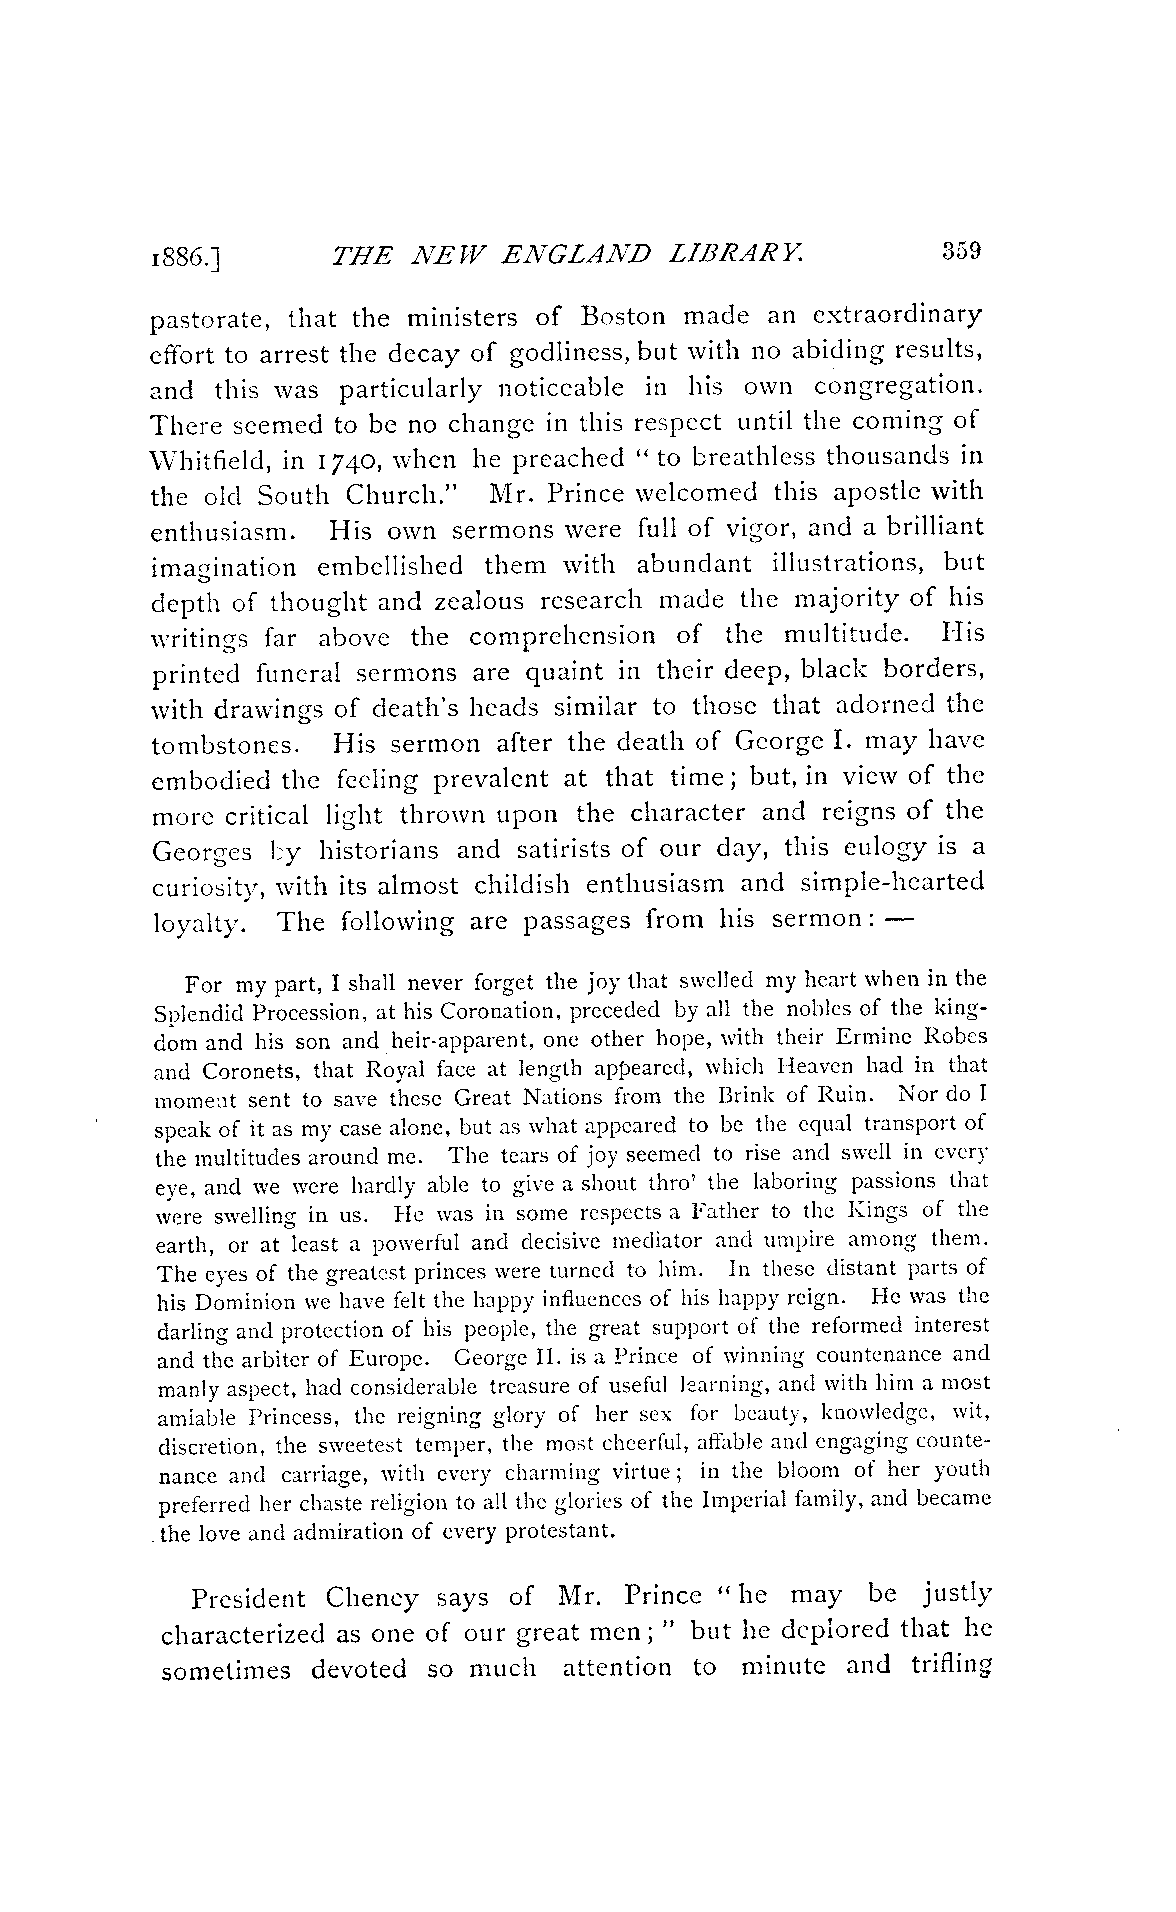 1886.] THE NEW ENGLAND LIBRARY. 359
pastorate, that the ministers of Boston made an extraordinary
effort to arrest the decay of godliness, but with no abiding results,
and this was particularly noticeable in his own congregation.
There seemed to be no change in this respect until the coming of
Whitfield, in 1740, when he preached "to breathless thousands in
the old South Church." Mr. Prince welcomed this apostle with
enthusiasm. His own sermons were full of vigor, and a brilliant
imagination embellished them with abundant illustrations, but
depth of thought and zealous research made the majority of his
writings far above the comprehension of the multitude. His
printed funeral sermons are quaint in their deep, black borders,
with drawings of death's heads similar to those that adorned the
tombstones. His sermon after the death of George I. may have
embodied the feeling prevalent at that time; but, in view of the
more critical light thrown upon the character and reigns of the
Georges by historians and satirists of our day, this eulogy is a
curiosity, with its almost childish enthusiasm and simple-hearted
loyalty. The following are passages from his sermon: —
For my part, I shall never forget the joy that swelled my heart when in the
Splendid Procession, at his Coronation, preceded by all the nobles of the king-
dom and his son and heir-apparent, one other hope, with their Ermine Robes
and Coronets, that Royal face at length appeared, which Heaven had in that
moment sent to save these Great Nations from the Brink of Ruin. Nor do I
speak of it as my case alone, but as what appeared to be the equal transport of
the multitudes around me. The tears of joy seemed to rise and swell in every
eye, and we were hardly able to give a shout thro' the laboring passions that
were swelling in us. He was in some respects a Father to the Kings of the
earth, or at least a powerful and decisive mediator and umpire among them.
The eyes of the greatest princes were turned to him. In these distant parts of
his Dominion we have felt the happy influences of his happy reign. He was the
darling and protection of his people, the great support of the reformed interest
and the arbiter of Europe. George II. is a Prince of winning countenance and
manly aspect, had considerable treasure of useful learning, and with him a most
amiable Princess, the reigning glory of her sex for beauty, knowledge, wit,
discretion, the sweetest temper, the most cheerful, affable and engaging counte-
nance and carriage, with every charming virtue; in the bloom of her youth
preferred her chaste religion to all the glories of the Imperial family, and became
the love and admiration of every protestant.
President Cheney says of Mr. Prince "he may be justly
characterized as one of our great men;" but he deplored that he
sometimes devoted so much attention to minute and trifling